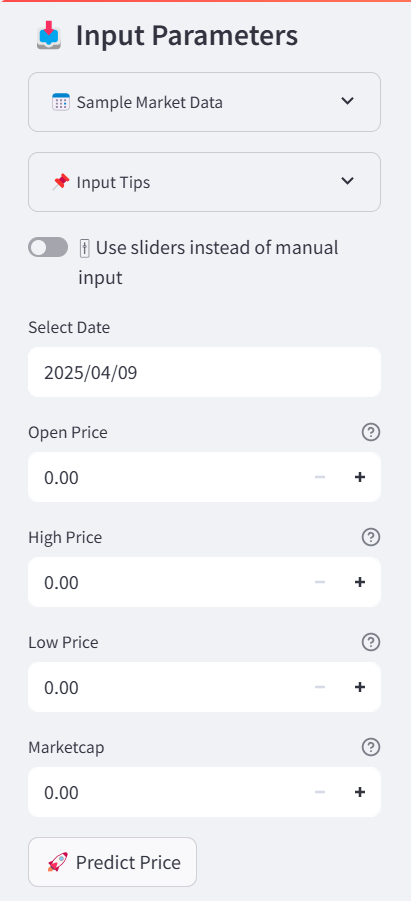 Input Parameters
Sample Market Data
Input Tips
Use sliders instead of manual
input
Select Date
2025/04/09
Open Price
0.00
High Price
0.00
Low Price
0.00
Marketcap
0.00
Predict Price